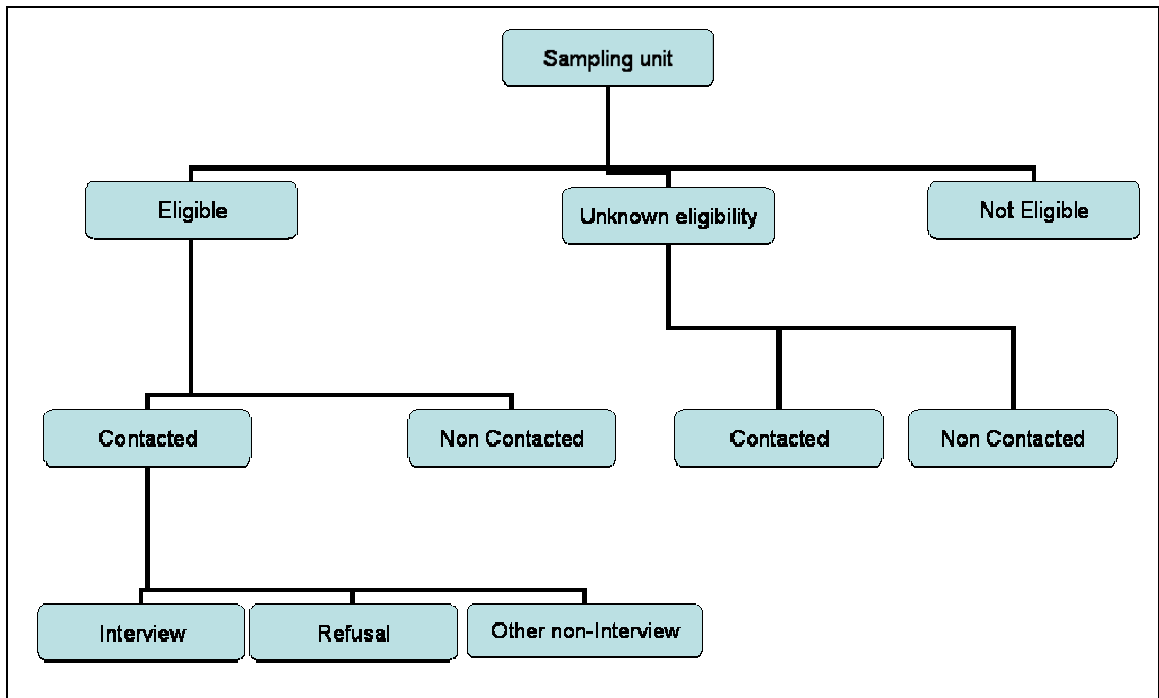 Sampling unit
Eligible
Unknown eligibility
Not Eligible
Contacted
Non Contacted
Contacted
Non Contacted
Interview
Refusal
Other non-Interview